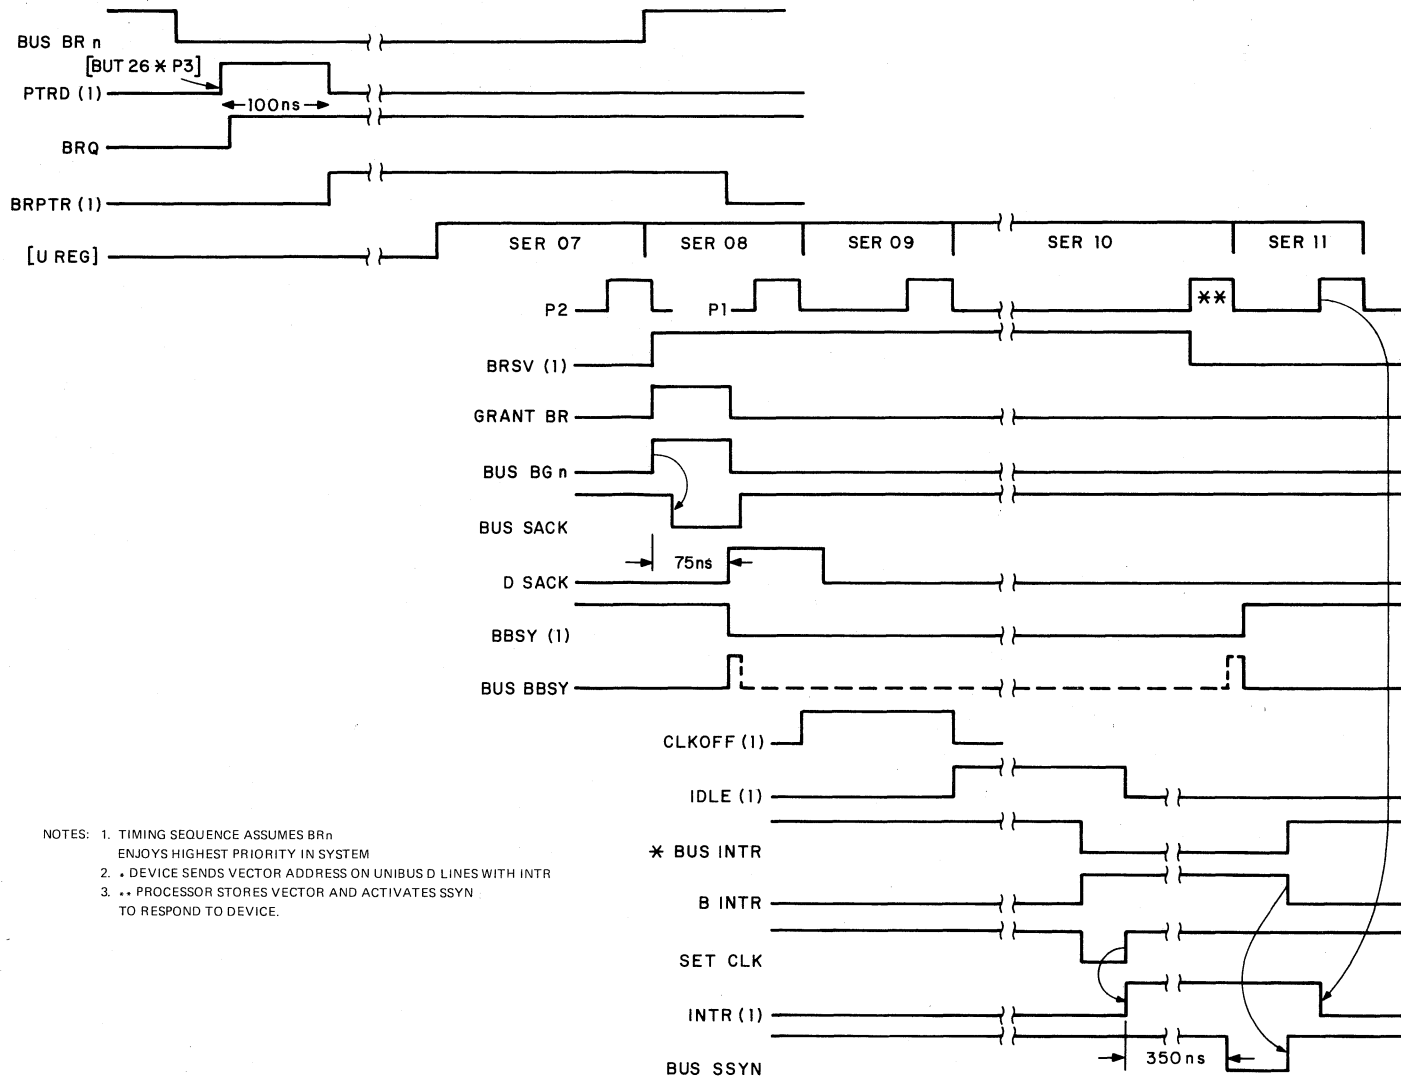 BUS BR n
[BUT 26 * P3]
PTRD (1)
100ns
BRQ
BRPTR (1)
[U REG]
SER 07
SER 08
SER 09
SER 10
SER 11
P2
P1
**
BRSV (1)
GRANT BR
BUS BG n
BUS SACK
75ns
D SACK
BBSY (1)
BUS BBSY
CLKOFF (1)
IDLE (1)
* BUS INTR
B INTR
SET CLK
INTR (1)
350ns
BUS SSYN
NOTES: 1. TIMING SEQUENCE ASSUMES BRn
ENJOYS HIGHEST PRIORITY IN SYSTEM
2. * DEVICE SENDS VECTOR ADDRESS ON UNIBUS D LINES WITH INTR
3. ** PROCESSOR STORES VECTOR AND ACTIVATES SSYN
TO RESPOND TO DEVICE.